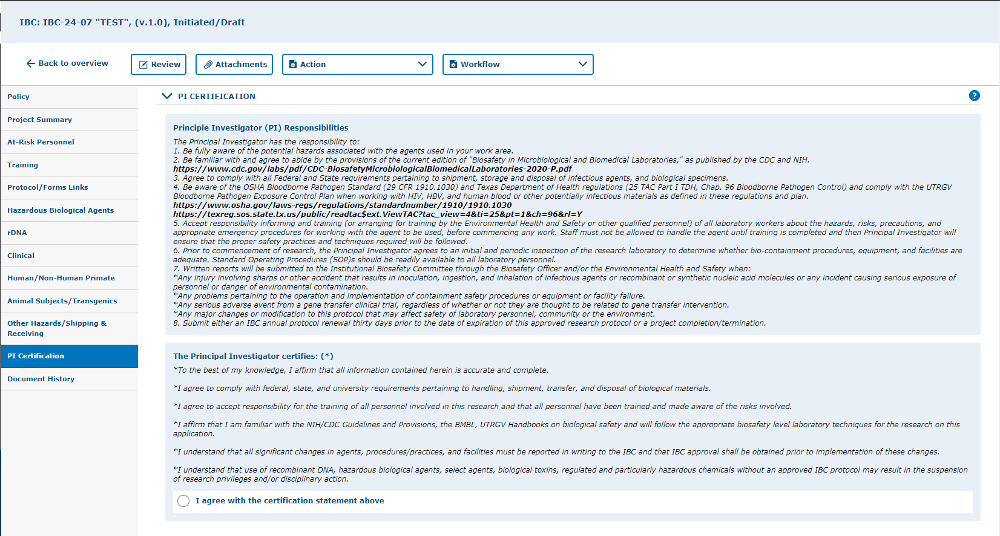 IBC: IBC-24-07 "TEST", (v.1.0), Initiated/Draft
Back to overview
Review
Attachments
Action
Workflow
Policy
Project Summary
At-Risk Personnel
Training
Protocol/Forms Links
Hazardous Biological Agents
rDNA
Clinical
Human/Non-Human Primate
Animal Subjects/Transgenics
Other Hazards/Shipping &
Receiving
PI Certification
Document History
PI CERTIFICATION
?
Principle Investigator (PI) Responsibilities
The Principal Investigator has the responsibility to:
1. Be fully aware of the potential hazards associated with the agents used in your work area.
2. Be familiar with and agree to abide by the provisions of the current edition of "Biosafety in Microbiological and Biomedical Laboratories," as published by the CDC and NIH.
https://www.cdc.gov/labs/pdf/CDC-BiosafetyMicrobiologicalBiomedicalLaboratories-2020-P.pdf
3. Agree to comply with all Federal and State requirements pertaining to shipment, storage and disposal of infectious agents, and biological specimens.
4. Be aware of the OSHA Bloodborne Pathogen Standard (29 CFR 1910.1030) and Texas Department of Health regulations (25 TAC Part I TDH, Chap. 96 Bloodborne Pathogen Control) and comply with the UTRGV
Bloodborne Pathogen Exposure Control Plan when working with HIV, HBV, and human blood or other potentially infectious materials as defined in these regulations and plan.
https://www.osha.gov/laws-regs/regulations/standardnumber/1910/1910.1030
https://texreg.sos.state.tx.us/public/readtac$ext.ViewTAC?tac_view=4&ti=25&pt=1&ch=96&rl=Y
5. Accept responsibility informing and training (or arranging for training by the Environmental Health and Safety or other qualified personnel) of all laboratory workers about the hazards, risks, precautions, and
appropriate emergency procedures for working with the agent to be used, before commencing any work. Staff must not be allowed to handle the agent until training is completed and then Principal Investigator will
ensure that the proper safety practices and techniques required will be followed.
6. Prior to commencement of research, the Principal Investigator agrees to an initial and periodic inspection of the research laboratory to determine whether bio-containment procedures, equipment, and facilities are
adequate. Standard Operating Procedures (SOP)s should be readily available to all laboratory personnel.
7. Written reports will be submitted to the Institutional Biosafety Committee through the Biosafety Officer and/or the Environmental Health and Safety when:
*Any injury involving sharps or other accident that results in inoculation, ingestion, and inhalation of infectious agents or recombinant or synthetic nucleic acid molecules or any incident causing serious exposure of
personnel or danger of environmental contamination.
*Any problems pertaining to the operation and implementation of containment safety procedures or equipment or facility failure.
*Any serious adverse event from a gene transfer clinical trial, regardless of whether or not they are thought to be related to gene transfer intervention.
*Any major changes or modification to this protocol that may affect safety of laboratory personnel, community or the environment.
8. Submit either an IBC annual protocol renewal thirty days prior to the date of expiration of this approved research protocol or a project completion/termination.
The Principal Investigator certifies: (*)
*To the best of my knowledge, I affirm that all information contained herein is accurate and complete.
*I agree to comply with federal, state, and university requirements pertaining to handling, shipment, transfer, and disposal of biological materials.
*I agree to accept responsibility for the training of all personnel involved in this research and that all personnel have been trained and made aware of the risks involved.
*I affirm that I am familiar with the NIH/CDC Guidelines and Provisions, the BMBL, UTRGV Handbooks on biological safety and will follow the appropriate biosafety level laboratory techniques for the research on this
application.
*I understand that all significant changes in agents, procedures/practices, and facilities must be reported in writing to the IBC and that IBC approval shall be obtained prior to implementation of these changes.
*I understand that use of recombinant DNA, hazardous biological agents, select agents, biological toxins, regulated and particularly hazardous chemicals without an approved IBC protocol may result in the suspension
of research privileges and/or disciplinary action.
I agree with the certification statement above